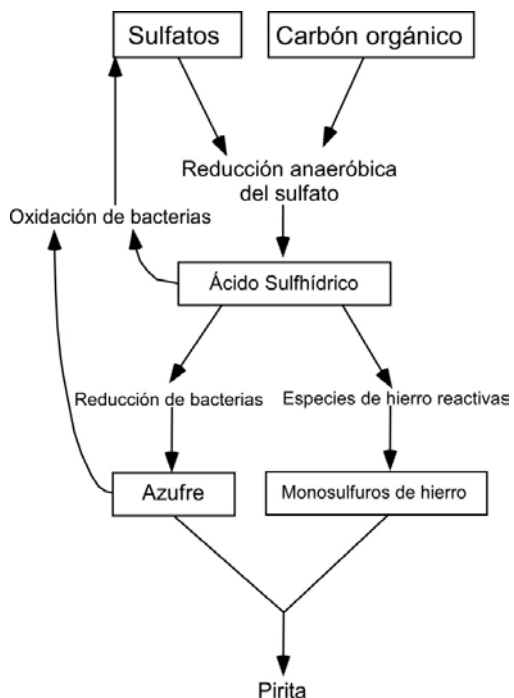 Sulfatos
Carbón orgánico
Reducción anaeróbica
del sulfato
Oxidación de bacterias
Ácido Sulfhídrico
Reducción de bacterias
Especies de hierro reactivas
Azufre
Monosulfuros de hierro
Pirita